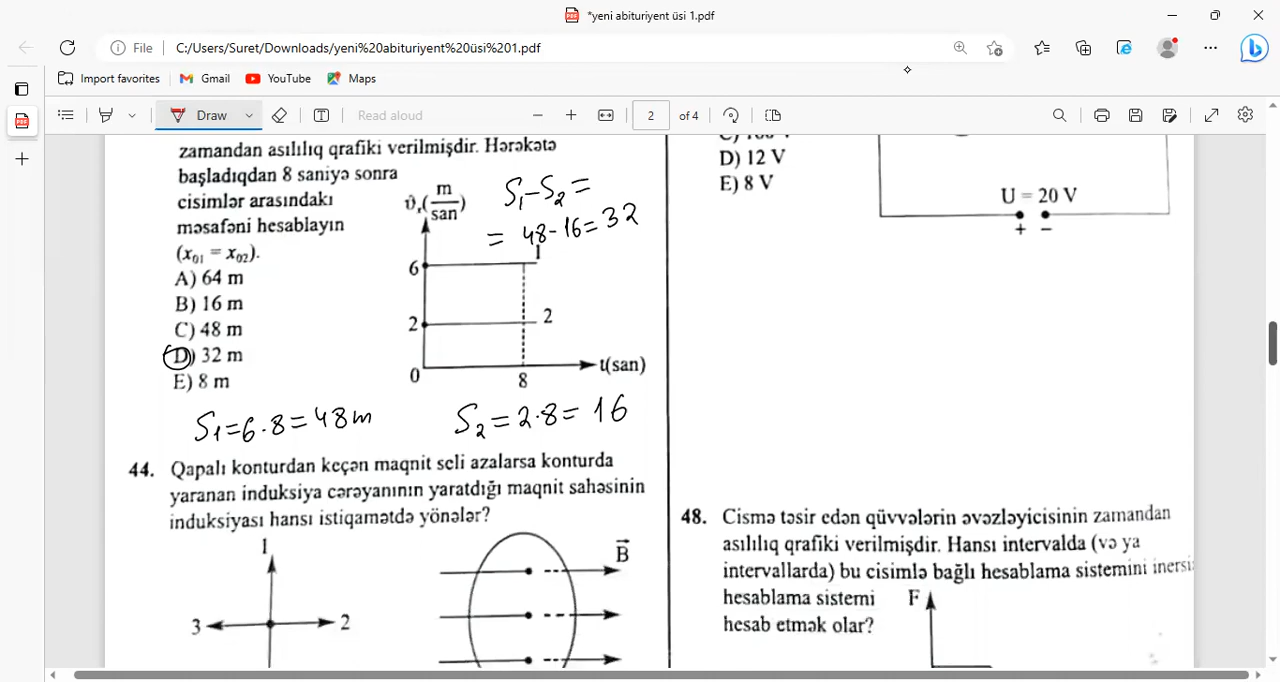 *yeni abituriyent üsi 1.pdf
File C:/Users/Suret/Downloads/yeni%20abituriyent%20üsi%201.pdf
Import favorites Gmail YouTube Maps
Draw Read aloud 2 of 4
zamandan asılılıq qrafiki verilmişdir. Hərəkətə
başladıqdan 8 saniyə sonra
cisimlər arasındakı
məsafəni hesablayın
(x₀₁ = x₀₂).
A) 64 m
B) 16 m
C) 48 m
D) 32 m
E) 8 m
ϑ,(m/san)
S₁-S₂=
= 48-16=32
6
1
2
2
0
8
t(san)
S₁=6·8=48m
S₂=2·8=16
44. Qapalı konturdan keçən maqnit seli azalarsa konturda
yaranan induksiya cərəyanının yaratdığı maqnit sahəsinin
induksiyası hansı istiqamətdə yönələr?
1
3
2
B
D) 12 V
E) 8 V
U = 20 V
+ −
48. Cismə təsir edən qüvvələrin əvəzləyicisinin zamandan
asılılıq qrafiki verilmişdir. Hansı intervalda (və ya
intervallarda) bu cisimlə bağlı hesablama sistemini
hesablama sistemi
hesab etmək olar?
F